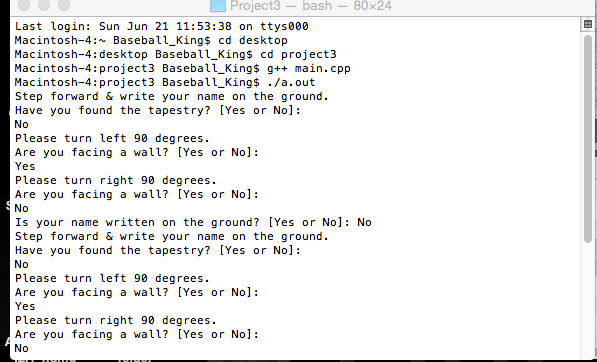 Project3 — bash — 80×24
Last login: Sun Jun 21 11:53:38 on ttys000
Macintosh-4:~ Baseball_King$ cd desktop
Macintosh-4:desktop Baseball_King$ cd project3
Macintosh-4:project3 Baseball_King$ g++ main.cpp
Macintosh-4:project3 Baseball_King$ ./a.out
Step forward & write your name on the ground.
Have you found the tapestry? [Yes or No]:
No
Please turn left 90 degrees.
Are you facing a wall? [Yes or No]:
Yes
Please turn right 90 degrees.
Are you facing a wall? [Yes or No]:
No
Is your name written on the ground? [Yes or No]: No
Step forward & write your name on the ground.
Have you found the tapestry? [Yes or No]:
No
Please turn left 90 degrees.
Are you facing a wall? [Yes or No]:
Yes
Please turn right 90 degrees.
Are you facing a wall? [Yes or No]:
No